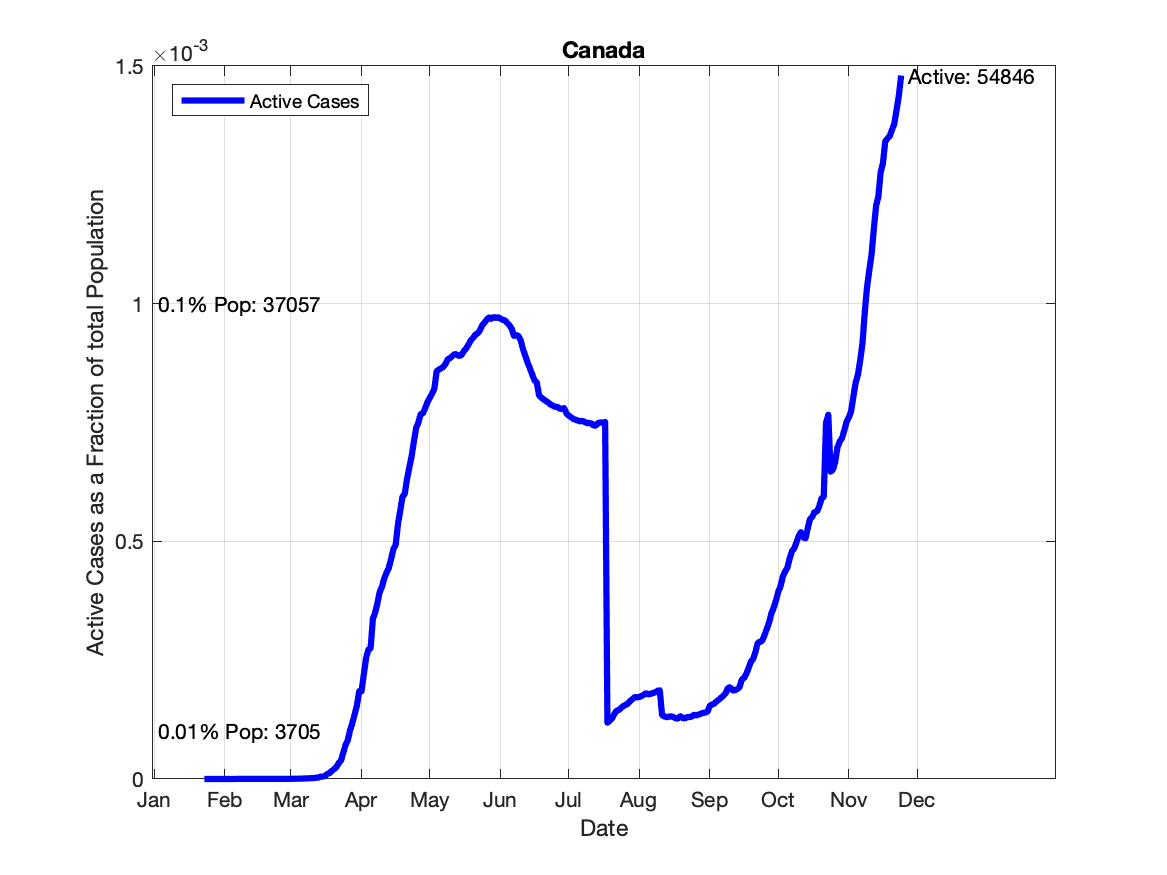 Canada
×10-3
1.5
1
0.5
0
Active Cases
Active: 54846
0.1% Pop: 37057
0.01% Pop: 3705
Active Cases as a Fraction of total Population
Jan Feb Mar Apr May Jun Jul Aug Sep Oct Nov Dec
Date